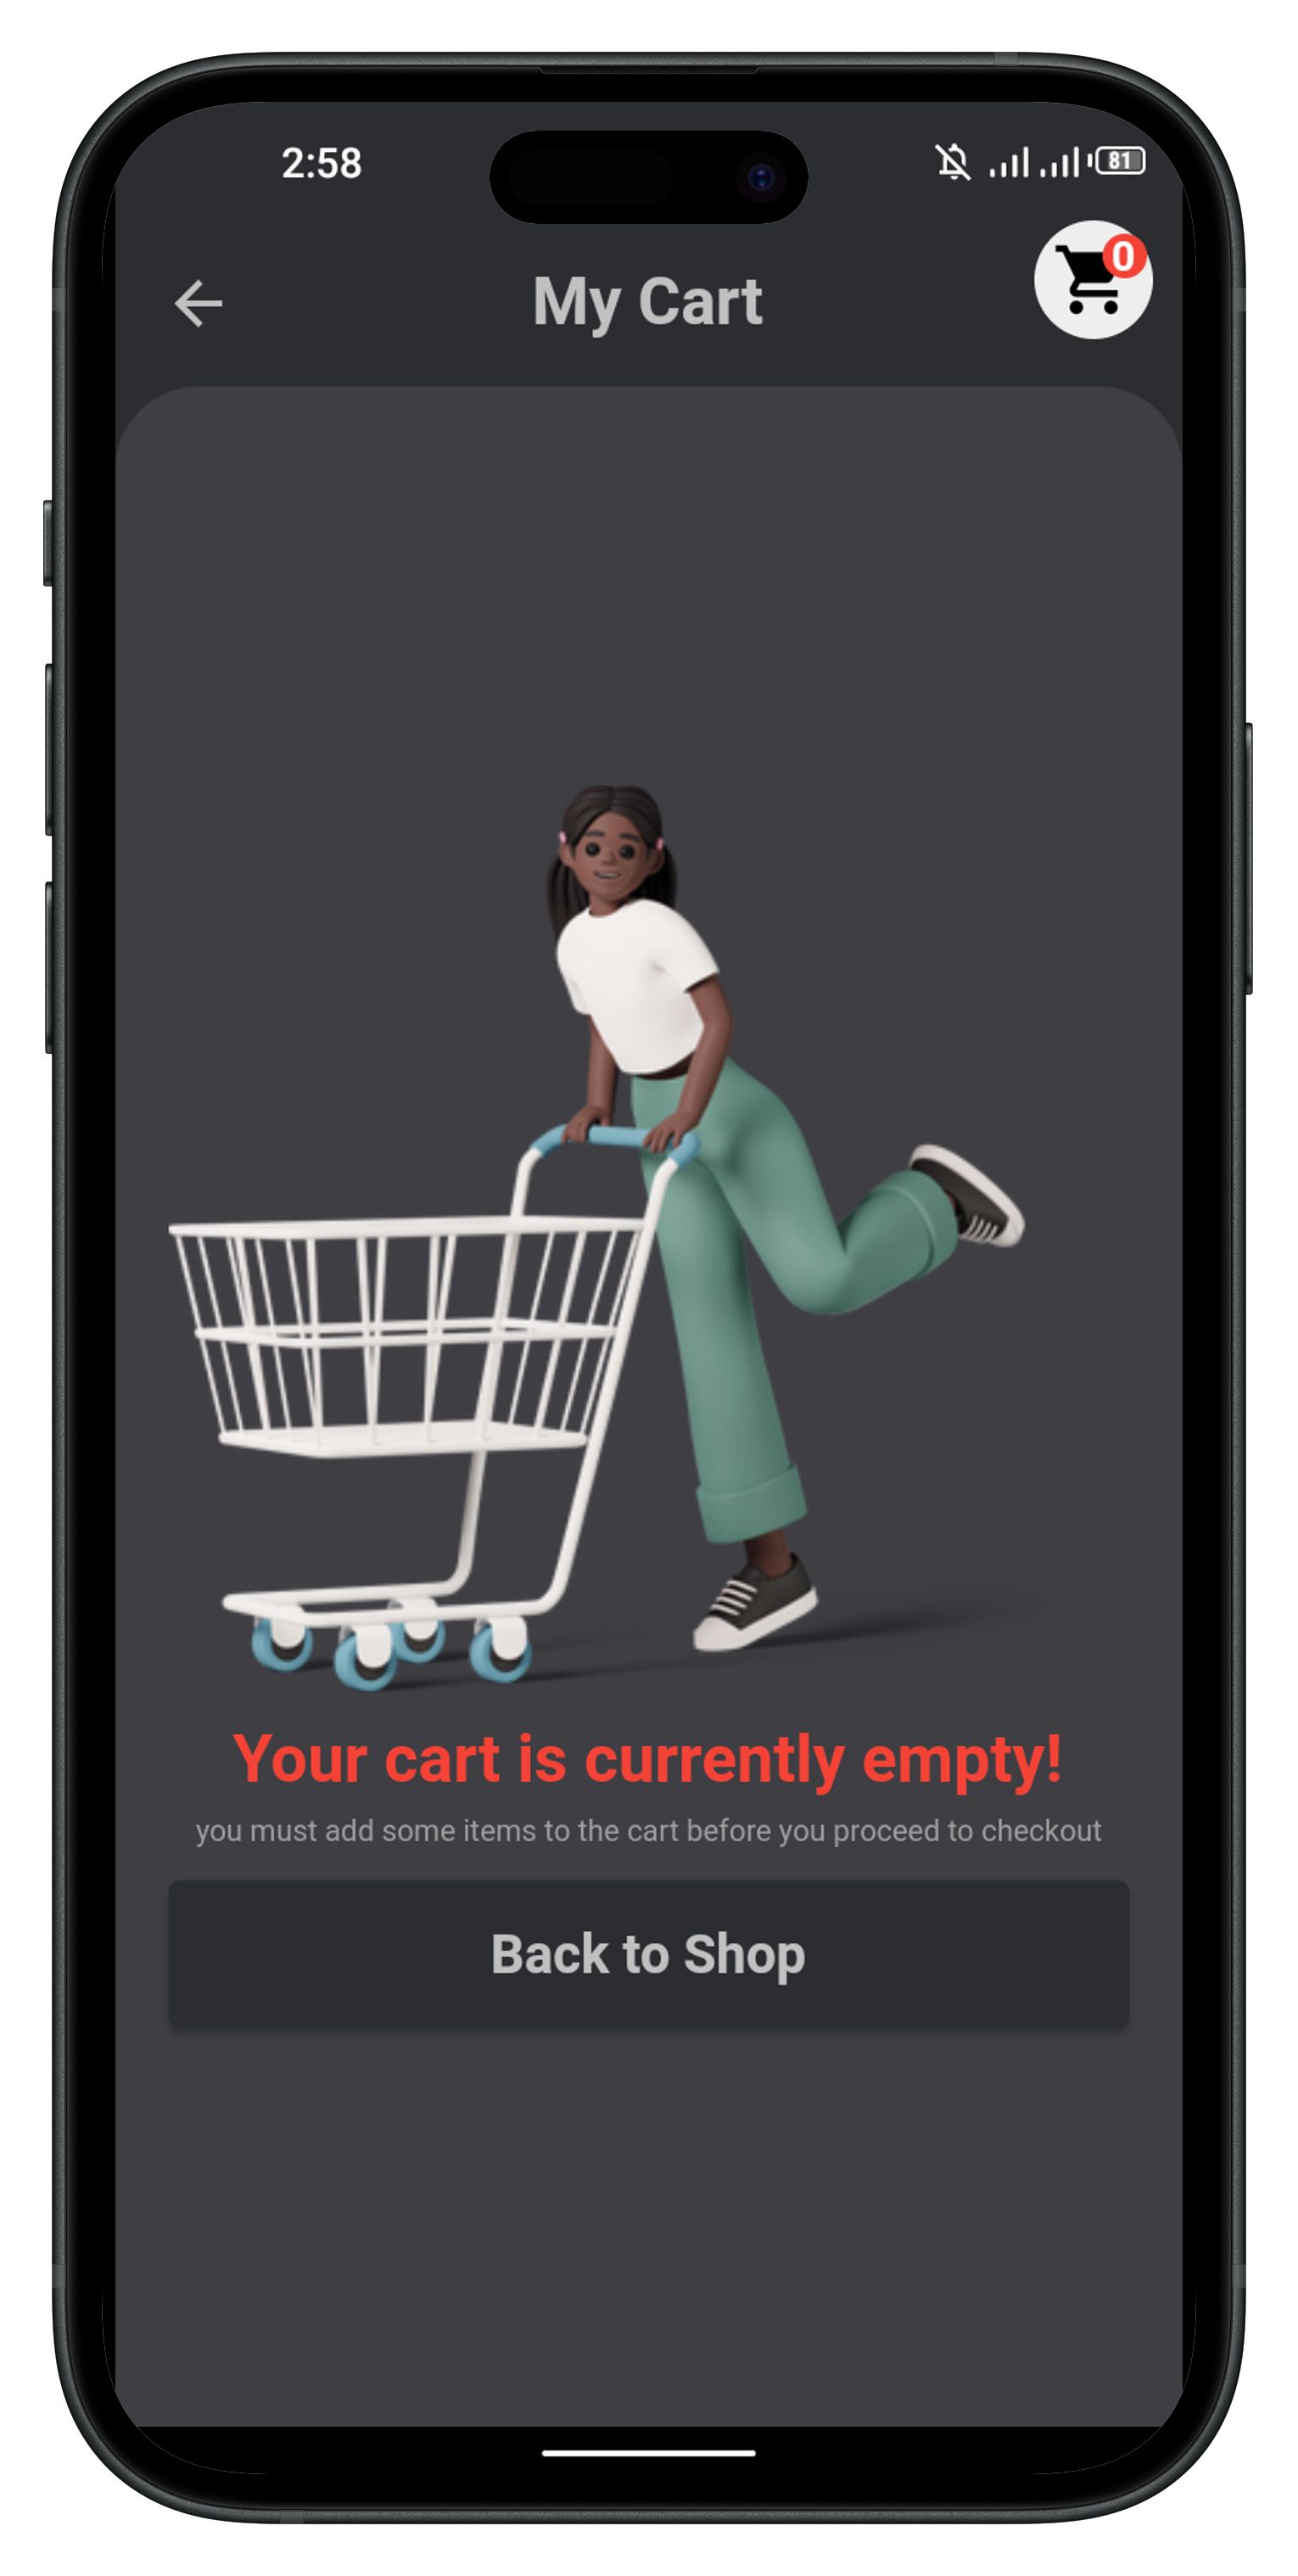 2:58
81
My Cart
0
Your cart is currently empty!
you must add some items to the cart before you proceed to checkout
Back to Shop